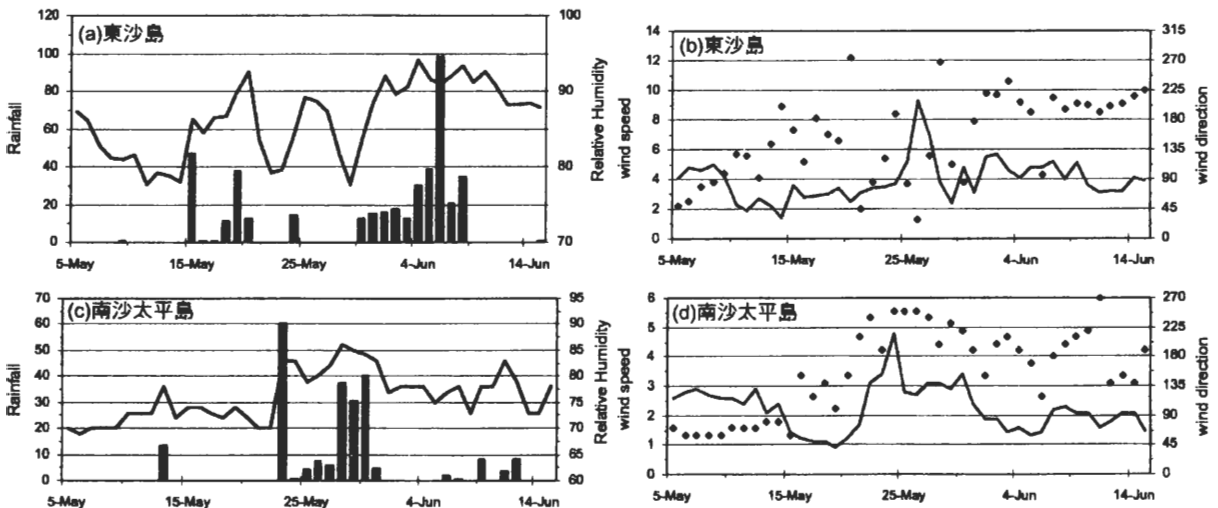 (a)東沙島
Rainfall
120
100
80
60
40
20
0
100
90
80
70
Relative Humidity
5-May
15-May
25-May
4-Jun
14-Jun
(b)東沙島
wind speed
14
12
10
8
6
4
2
0
315
270
225
180
135
90
45
0
wind direction
5-May
15-May
25-May
4-Jun
14-Jun
(c)南沙太平島
Rainfall
70
60
50
40
30
20
10
0
95
90
85
80
75
70
65
60
Relative Humidity
5-May
15-May
25-May
4-Jun
14-Jun
(d)南沙太平島
wind speed
6
5
4
3
2
1
0
270
225
180
135
90
45
0
wind direction
5-May
15-May
25-May
4-Jun
14-Jun